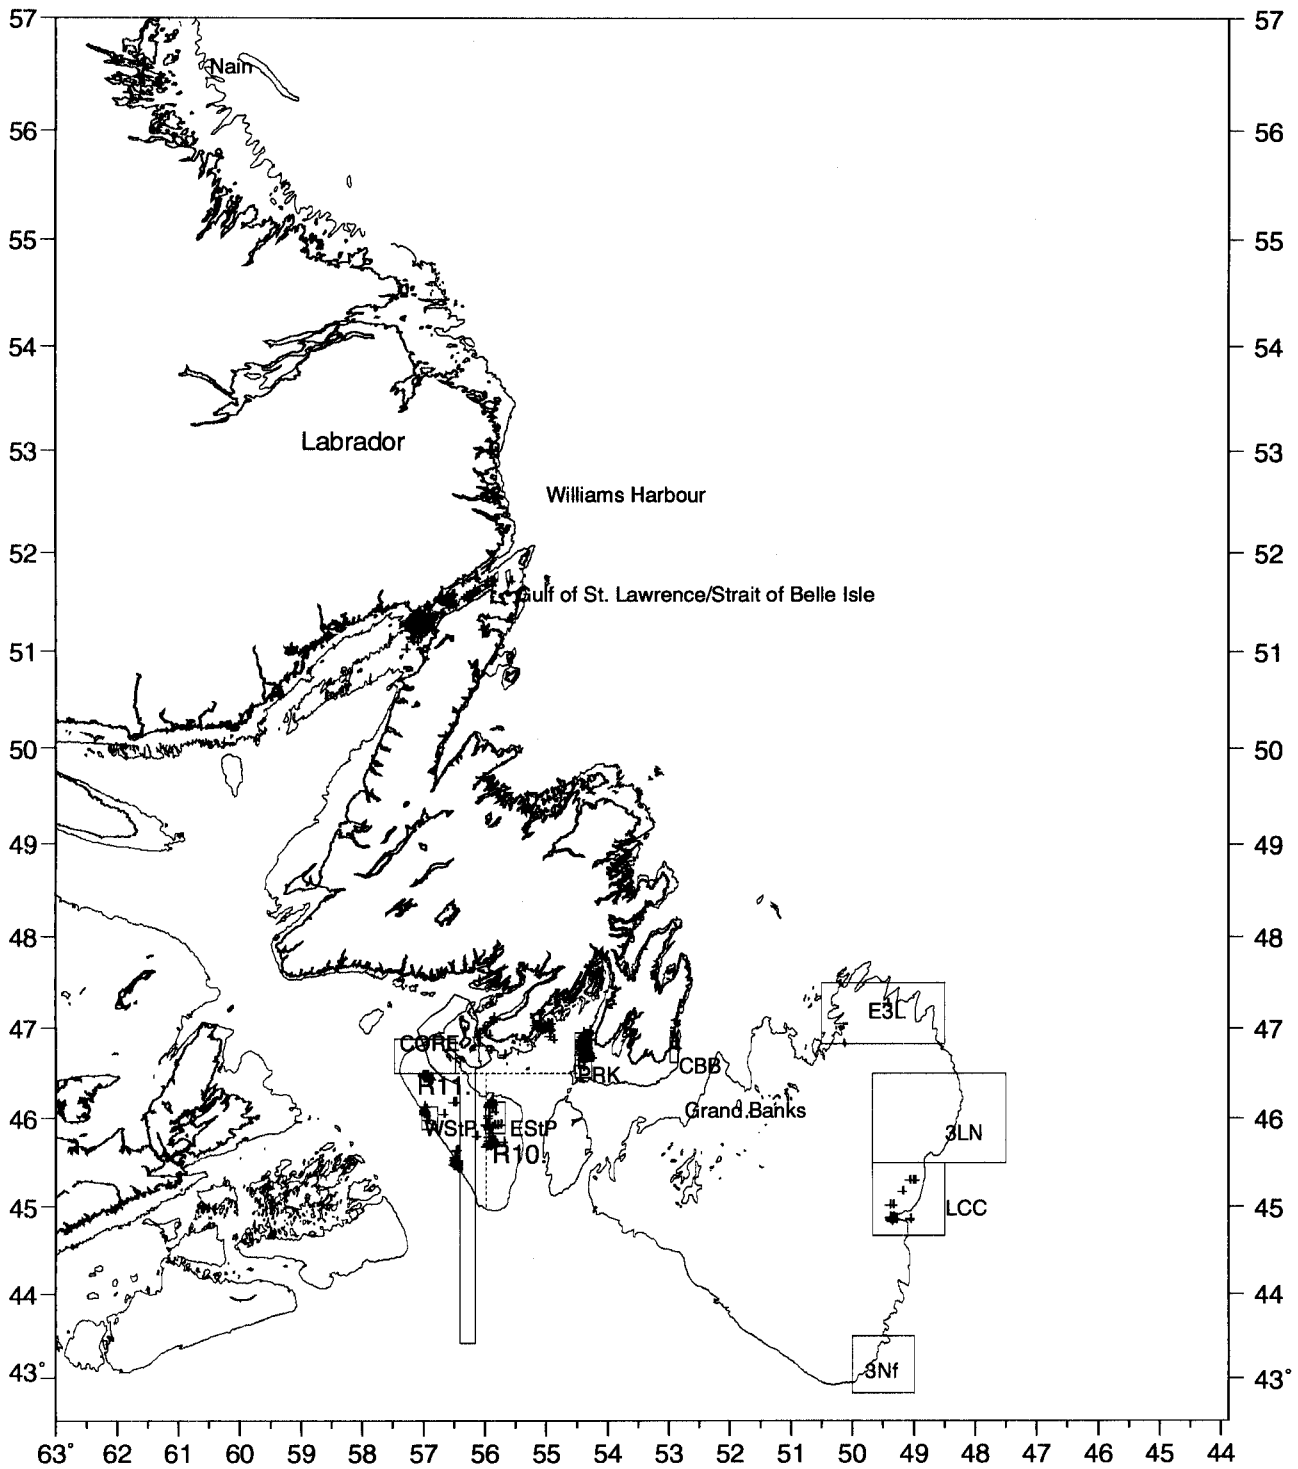 57 57
Nain
56 56
55 55
54 54
Labrador
53 53
Williams Harbour
52 52
Gulf of St. Lawrence/Strait of Belle Isle
51 51
50 50
49 49
48 48
E3L
47 47
CORE
CBB
PRK
R11
Grand Banks
46 46
WStP EStP
3LN
R10
LCC
45 45
44 44
3Nf
43° 43°
63° 62 61 60 59 58 57 56 55 54 53 52 51 50 49 48 47 46 45 44